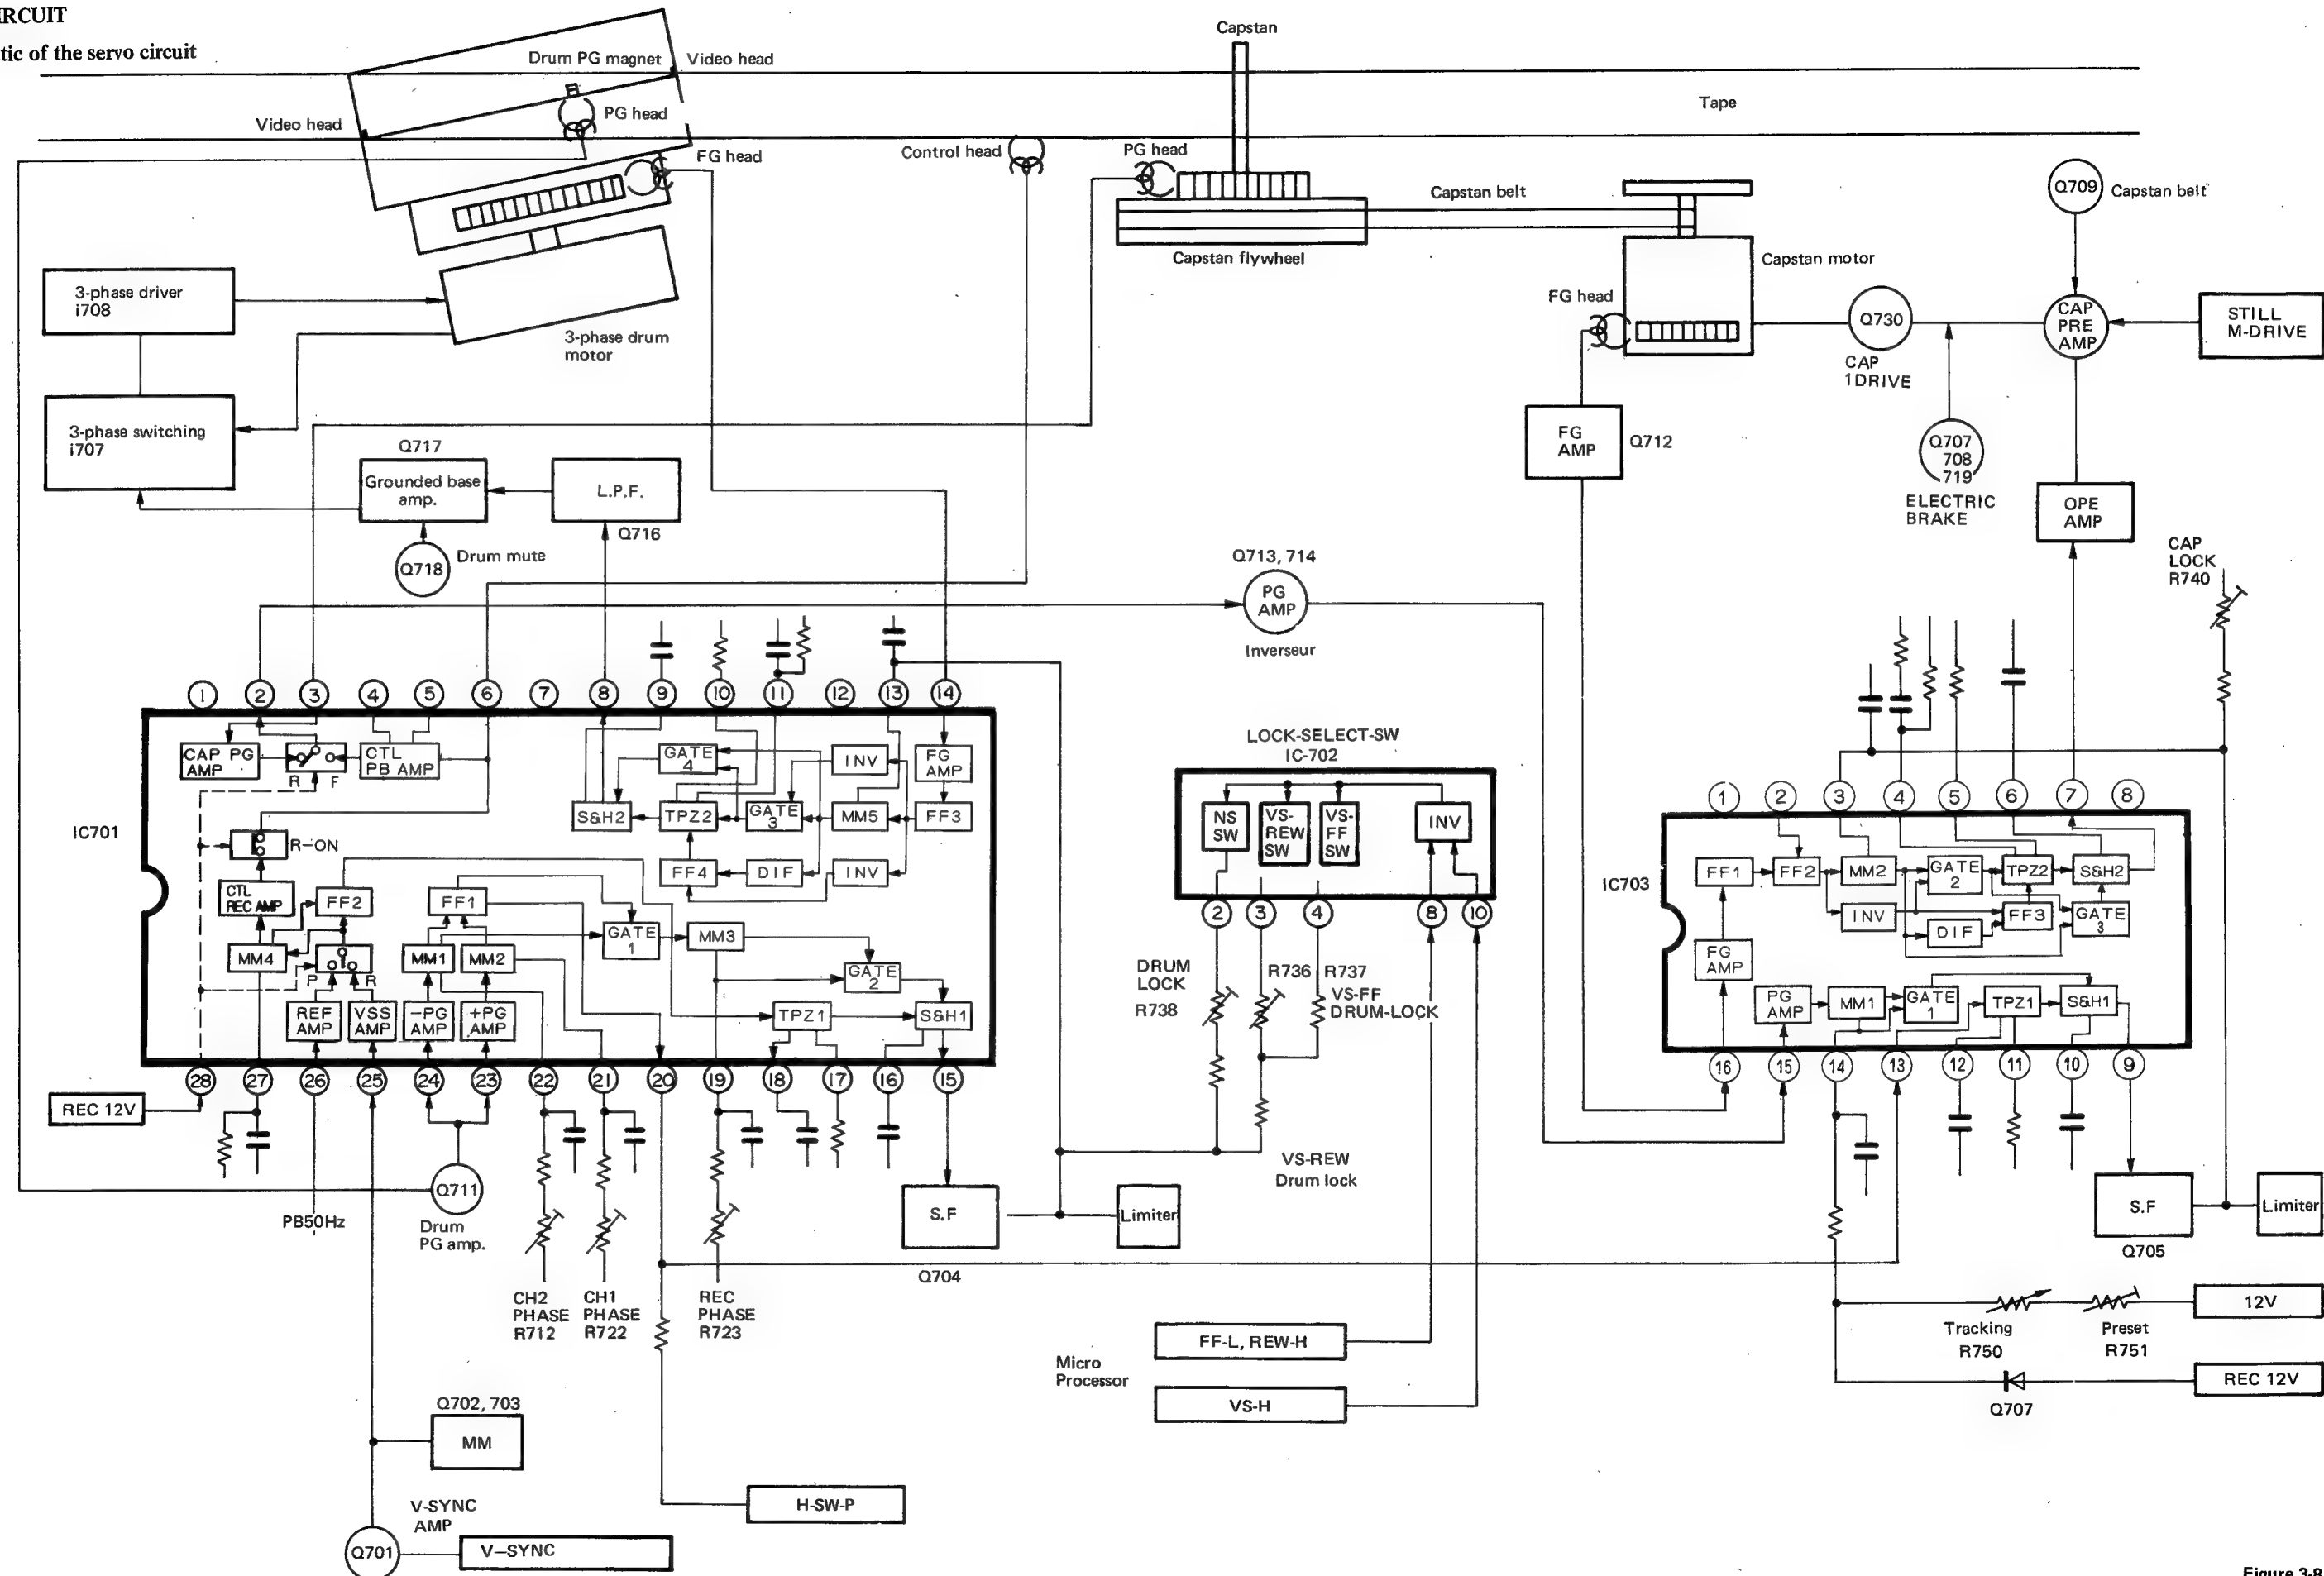 IRCUIT
tic of the servo circuit
Drum PG magnet
Video head
Capstan
Tape
PG head
Video head
FG head
Control head
PG head
Capstan belt
Q709
Capstan belt
Capstan flywheel
Capstan motor
3-phase driver
i708
FG head
Q730
CAP
PRE
AMP
STILL
M-DRIVE
3-phase drum
motor
CAP
1DRIVE
3-phase switching
i707
Q717
Grounded base
amp.
L.P.F.
Q716
FG
AMP
Q712
Q707
708
719
ELECTRIC
BRAKE
OPE
AMP
Q718
Drum mute
Q713, 714
PG
AMP
Inverseur
CAP
LOCK
R740
1 2 3 4 5 6 7 8 9 10 11 12 13 14
IC701
CAP PG
AMP
R F
CTL
PB AMP
GATE
4
INV
FG
AMP
S&H2
TPZ2
GATE
3
MM5
FF3
R-ON
FF4
DIF
INV
CTL
REC AMP
FF2
FF1
GATE
1
MM3
MM4
P R
MM1
MM2
GATE
2
REF
AMP
VSS
AMP
-PG
AMP
+PG
AMP
TPZ1
S&H1
28 27 26 25 24 23 22 21 20 19 18 17 16 15
LOCK-SELECT-SW
IC-702
NS
SW
VS-
REW
SW
VS-
FF
SW
INV
2 3 4 8 10
DRUM
LOCK
R738
R736
R737
VS-FF
DRUM-LOCK
VS-REW
Drum lock
1 2 3 4 5 6 7 8
IC703
FF1
FF2
MM2
GATE
2
TPZ2
S&H2
INV
FF3
GATE
3
DIF
FG
AMP
PG
AMP
MM1
GATE
1
TPZ1
S&H1
16 15 14 13 12 11 10 9
REC 12V
PB50Hz
Q711
Drum
PG amp.
CH2
PHASE
R712
CH1
PHASE
R722
REC
PHASE
R723
S.F
Q704
Limiter
S.F
Q705
Limiter
12V
Tracking
R750
Preset
R751
REC 12V
Q707
Micro
Processor
FF-L, REW-H
VS-H
Q702, 703
MM
H-SW-P
V-SYNC
AMP
Q701
V-SYNC
Figure 3-8